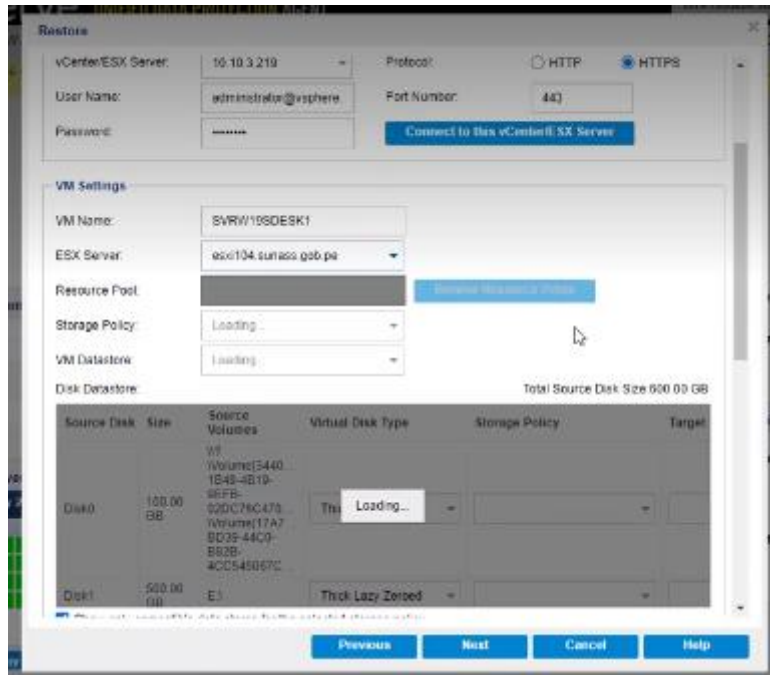 UNIFIED DATA PROTECTION AGENT
Restore
vCenter/ESX Server: 10.10.3.219 Protocol: HTTP HTTPS
User Name: administrator@vsphere. Port Number: 443
Password: •••••••• Connect to this vCenter/ESX Server
VM Settings
VM Name: SVRW19SDESK1
ESX Server: esxi104.sunass.gob.pe
Resource Pool:
Storage Policy: Loading...
VM Datastore: Loading...
Disk Datastore: Total Source Disk Size 600.00 GB
Source Disk Size Source Volumes Virtual Disk Type Storage Policy Target
Disk0 100.00 GB
Loading...
Disk1 500.00 GB E:\ Thick Lazy Zeroed
Previous Next Cancel Help